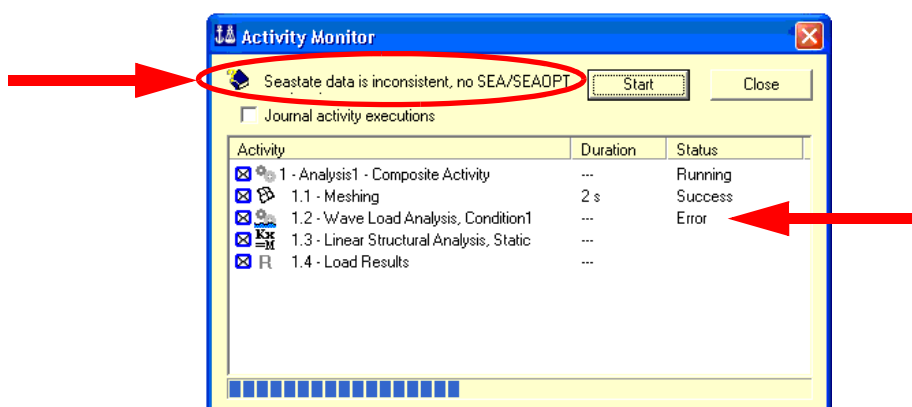 Activity Monitor
Seastate data is inconsistent, no SEA/SEAOPT
Start
Close
Journal activity executions
Activity Duration Status
1 - Analysis1 - Composite Activity --- Running
1.1 - Meshing 2 s Success
1.2 - Wave Load Analysis, Condition1 --- Error
Kx =M 1.3 - Linear Structural Analysis, Static ---
R 1.4 - Load Results ---